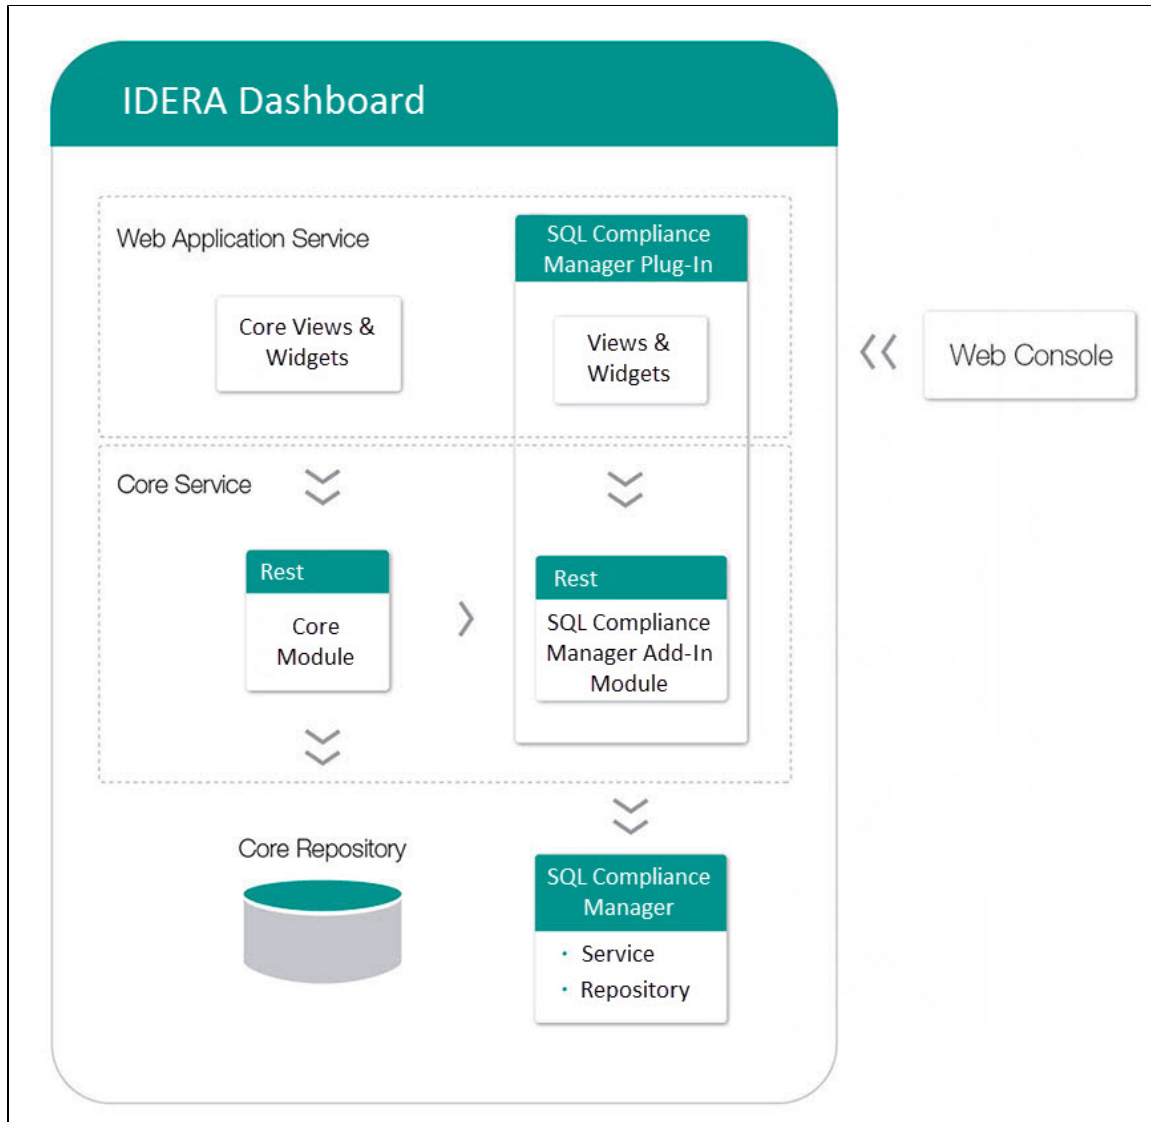 IDERA Dashboard
Web Application Service
SQL Compliance
Manager Plug-In
Core Views &
Widgets
Views &
Widgets
Web Console
Core Service
Rest
Core
Module
Rest
SQL Compliance
Manager Add-In
Module
Core Repository
SQL Compliance
Manager
· Service
· Repository